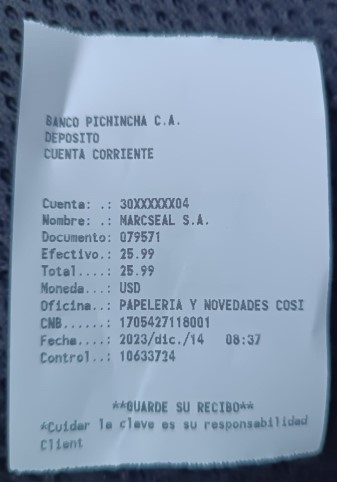 BANCO PICHINCHA C.A.
DEPOSITO
CUENTA CORRIENTE
Cuenta: .: 30XXXXXX04
Nombre: .: MARCSEAL S.A.
Documento: 079571
Efectivo.: 25.99
Total....: 25.99
Moneda...: USD
Oficina..: PAPELERIA Y NOVEDADES COSI
CNB......: 1705427118001
Fecha....: 2023/dic./14 08:37
Control..: 10633724
**GUARDE SU RECIBO**
*Cuidar la clave es su responsabilidad
Client